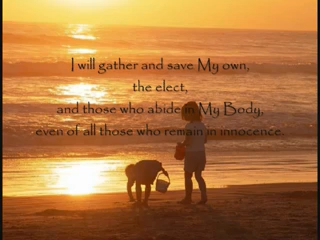 I will gather and save My own,
the elect,
and those who abide in My Body,
even of all those who remain in innocence.